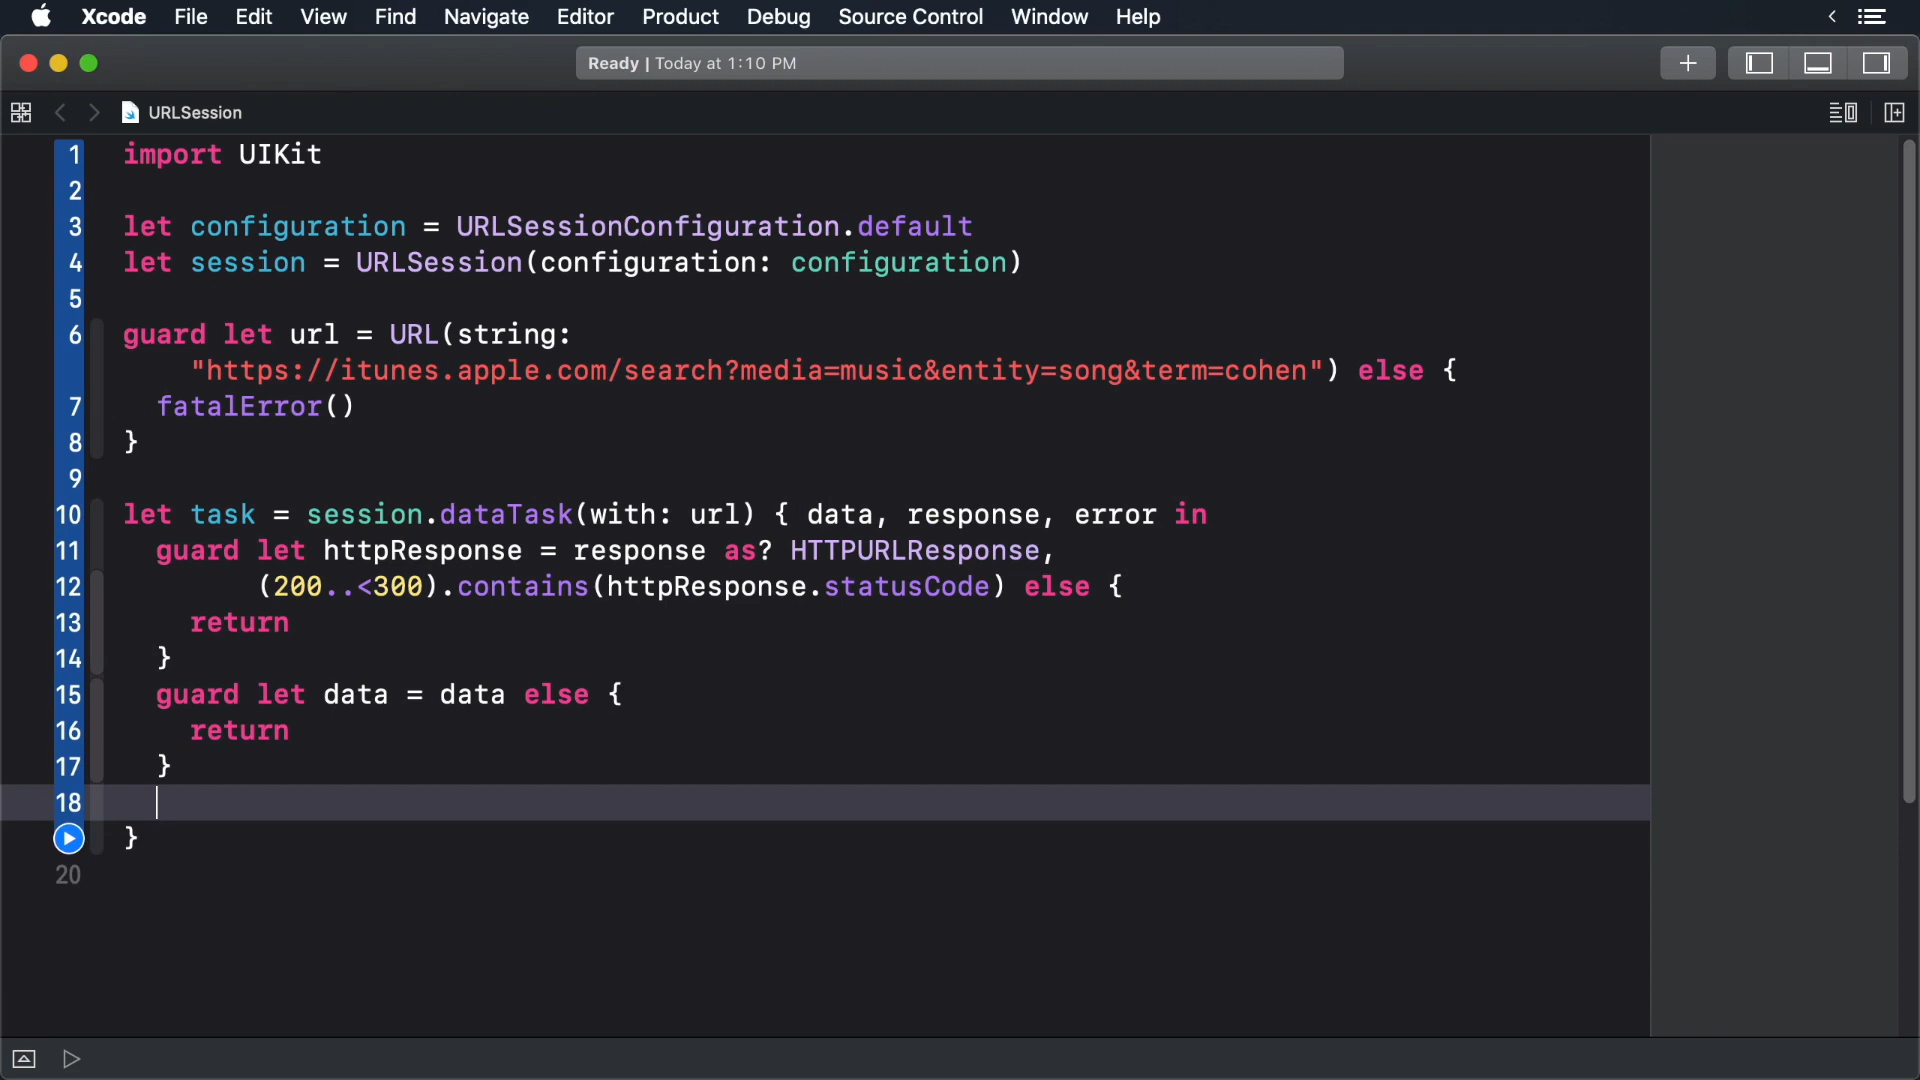 Xcode File Edit View Find Navigate Editor Product Debug Source Control Window Help
Ready | Today at 1:10 PM
URLSession
1 import UIKit
2
3 let configuration = URLSessionConfiguration.default
4 let session = URLSession(configuration: configuration)
5
6 guard let url = URL(string:
"https://itunes.apple.com/search?media=music&entity=song&term=cohen") else {
7 fatalError()
8 }
9
10 let task = session.dataTask(with: url) { data, response, error in
11 guard let httpResponse = response as? HTTPURLResponse,
12 (200..<300).contains(httpResponse.statusCode) else {
13 return
14 }
15 guard let data = data else {
16 return
17 }
18
}
20